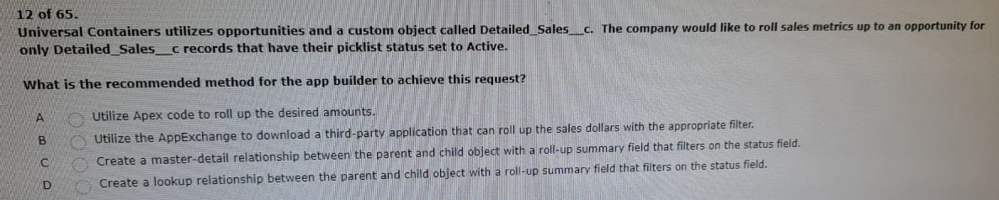 12 of 65.
Universal Containers utilizes opportunities and a custom object called Detailed_Sales__c. The company would like to roll sales metrics up to an opportunity for
only Detailed_Sales__c records that have their picklist status set to Active.
What is the recommended method for the app builder to achieve this request?
A Utilize Apex code to roll up the desired amounts.
B Utilize the AppExchange to download a third-party application that can roll up the sales dollars with the appropriate filter.
C Create a master-detail relationship between the parent and child object with a roll-up summary field that filters on the status field.
D Create a lookup relationship between the parent and child object with a roll-up summary field that filters on the status field.